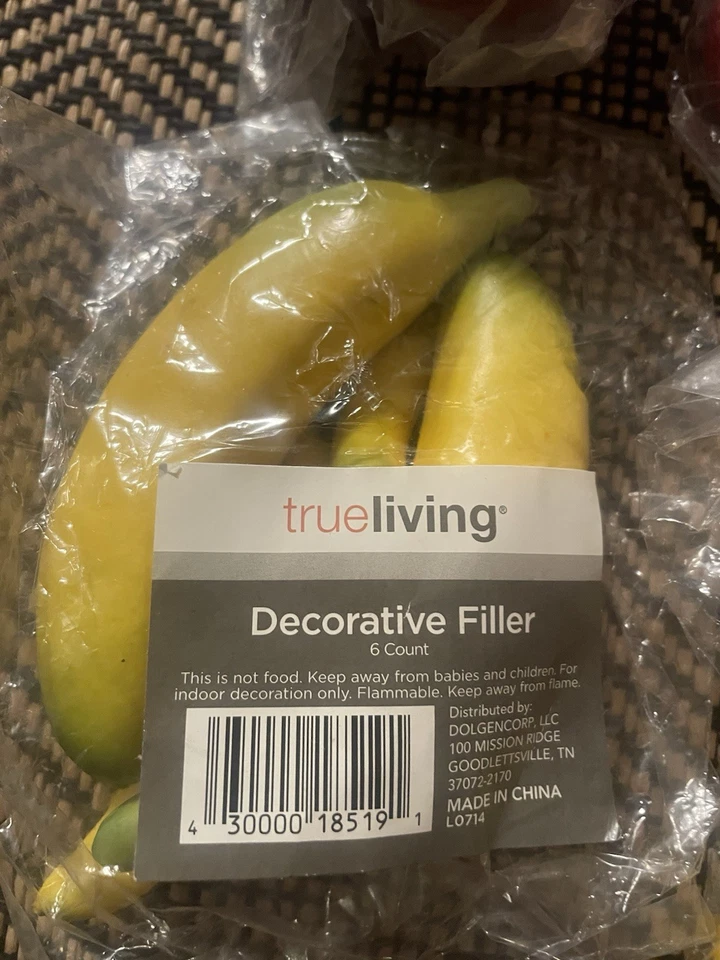 trueliving®
Decorative Filler
6 Count
This is not food. Keep away from babies and children. For
indoor decoration only. Flammable. Keep away from flame.
Distributed by:
DOLGENCORP, LLC
100 MISSION RIDGE
GOODLETTSVILLE, TN
37072-2170
MADE IN CHINA
L0714
4 30000 18519 1